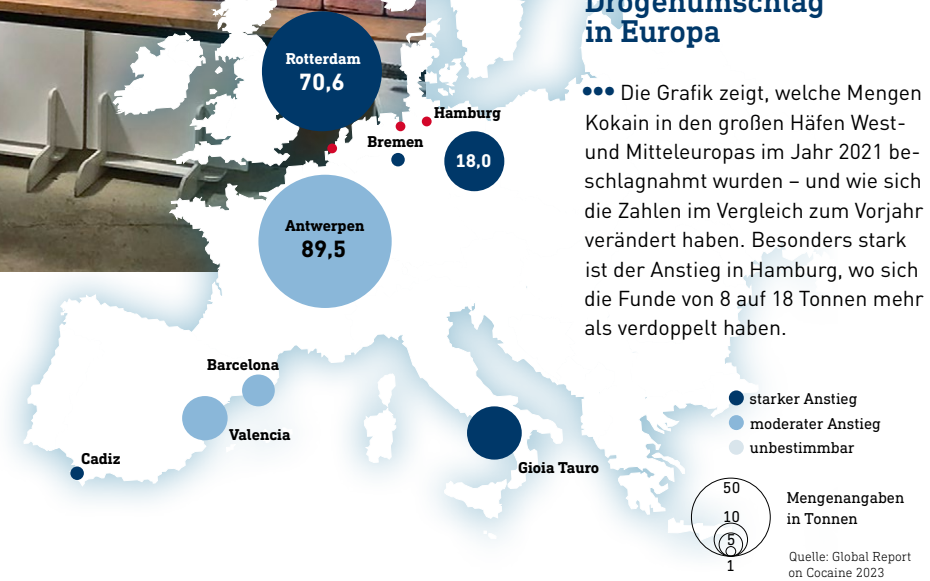 Drogenumschlag
in Europa
••• Die Grafik zeigt, welche Mengen
Kokain in den großen Häfen West-
und Mitteleuropas im Jahr 2021 be-
schlagnahmt wurden – und wie sich
die Zahlen im Vergleich zum Vorjahr
verändert haben. Besonders stark
ist der Anstieg in Hamburg, wo sich
die Funde von 8 auf 18 Tonnen mehr
als verdoppelt haben.
Rotterdam
70,6
Hamburg
Bremen
18,0
Antwerpen
89,5
Barcelona
Valencia
Cadiz
Gioia Tauro
starker Anstieg
moderater Anstieg
unbestimmbar
50
10
5
1
Mengenangaben
in Tonnen
Quelle: Global Report
on Cocaine 2023